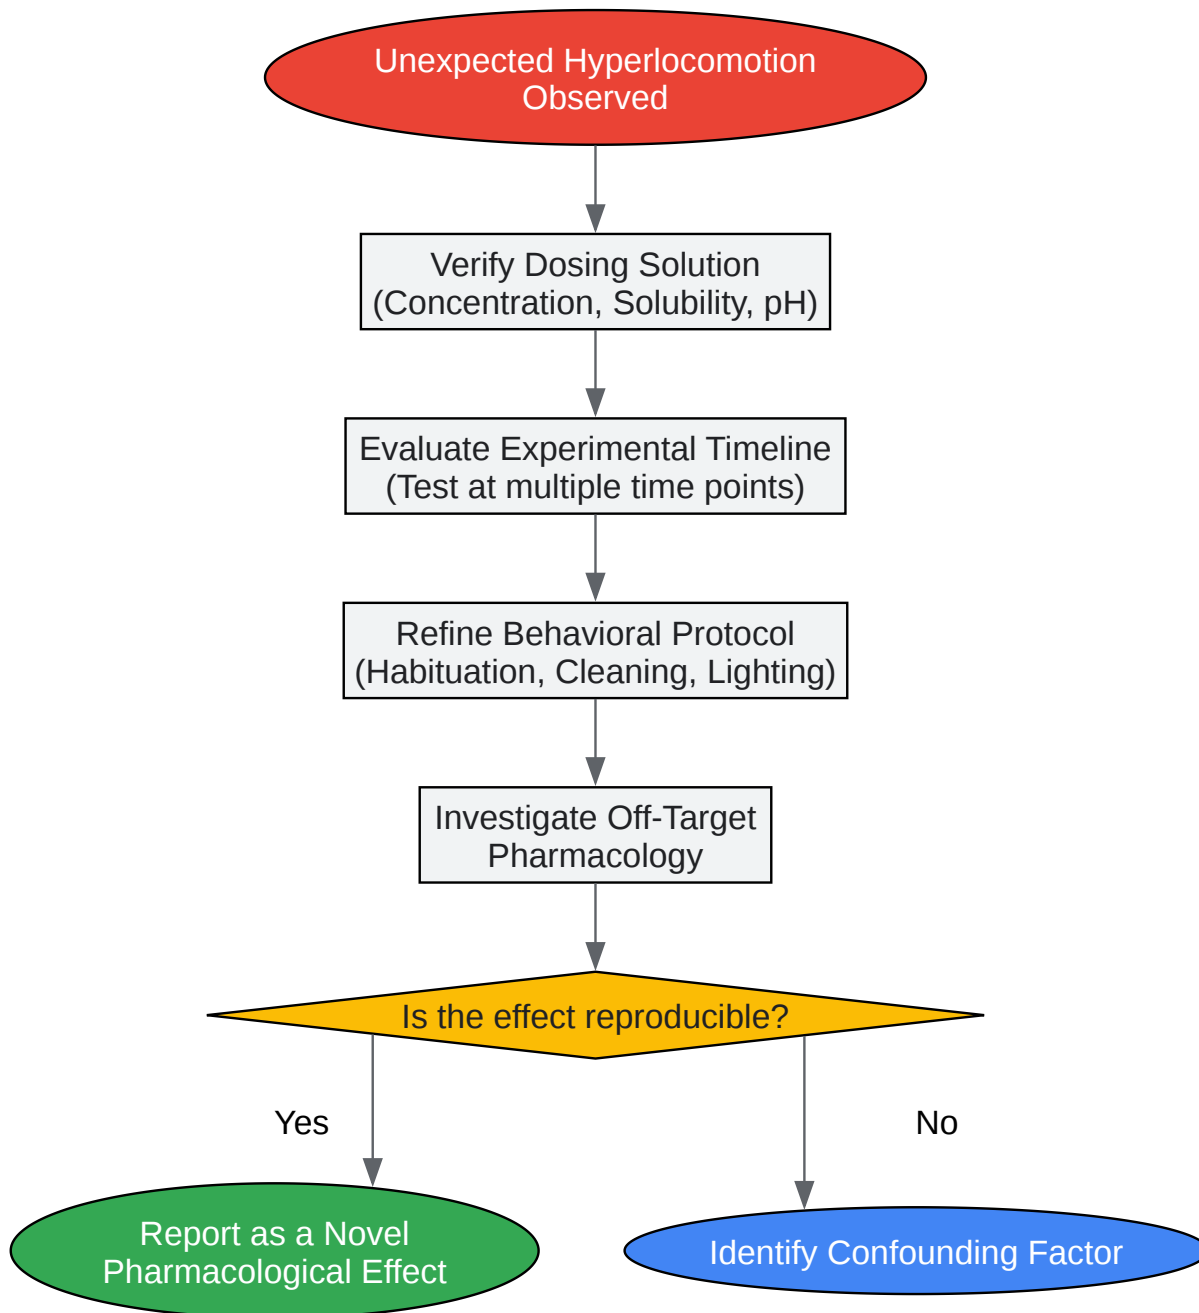 Unexpected Hyperlocomotion
Observed
Verify Dosing Solution
(Concentration, Solubility, pH)
Evaluate Experimental Timeline
(Test at multiple time points)
Refine Behavioral Protocol
(Habituation, Cleaning, Lighting)
Investigate Off-Target
Pharmacology
Is the effect reproducible?
Yes
No
Report as a Novel
Pharmacological Effect
Identify Confounding Factor